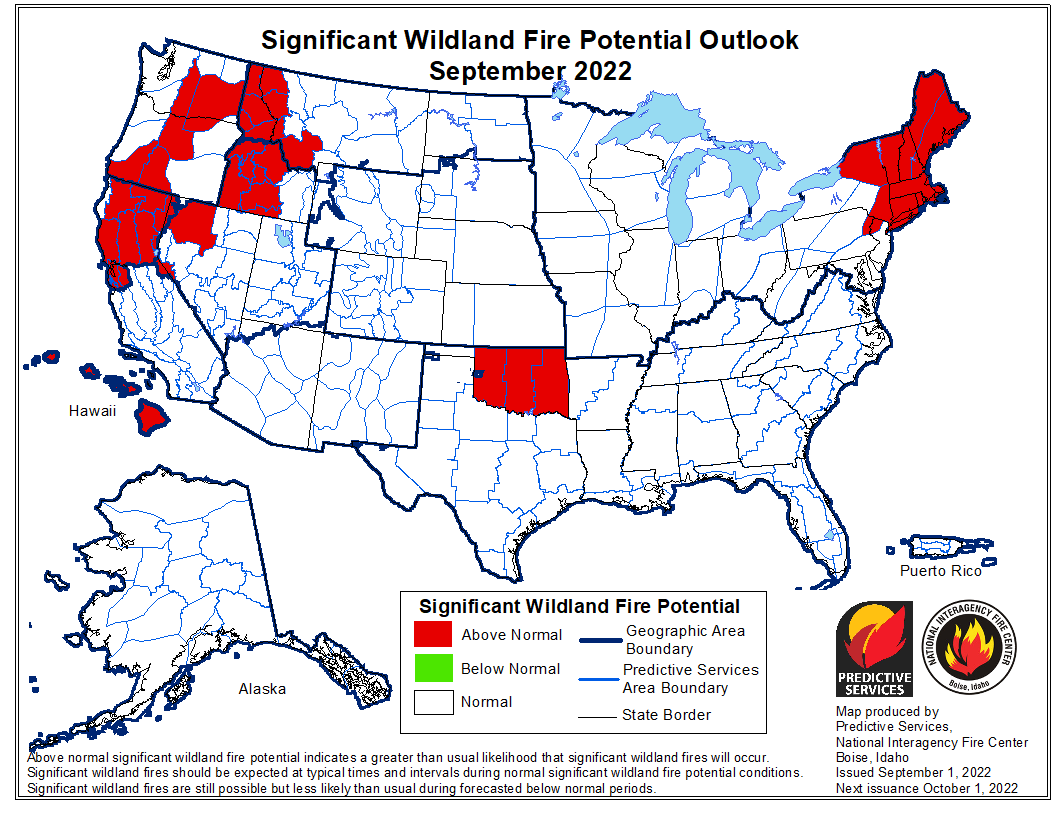 Significant Wildland Fire Potential Outlook
September 2022
Hawaii
Alaska
Puerto Rico
Significant Wildland Fire Potential
Above Normal
Below Normal
Normal
Geographic Area
Boundary
Predictive Services
Area Boundary
State Border
PREDICTIVE
SERVICES
NATIONAL INTERAGENCY FIRE CENTER
Boise, Idaho
Map produced by
Predictive Services,
National Interagency Fire Center
Boise, Idaho
Issued September 1, 2022
Next issuance October 1, 2022
Above normal significant wildland fire potential indicates a greater than usual likelihood that significant wildland fires will occur.
Significant wildland fires should be expected at typical times and intervals during normal significant wildland fire potential conditions.
Significant wildland fires are still possible but less likely than usual during forecasted below normal periods.